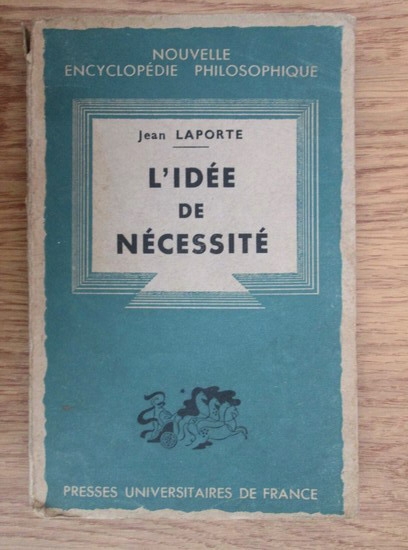 NOUVELLE
ENCYCLOPÉDIE PHILOSOPHIQUE
Jean LAPORTE
L'IDÉE
DE
NÉCESSITÉ
PRESSES UNIVERSITAIRES DE FRANCE